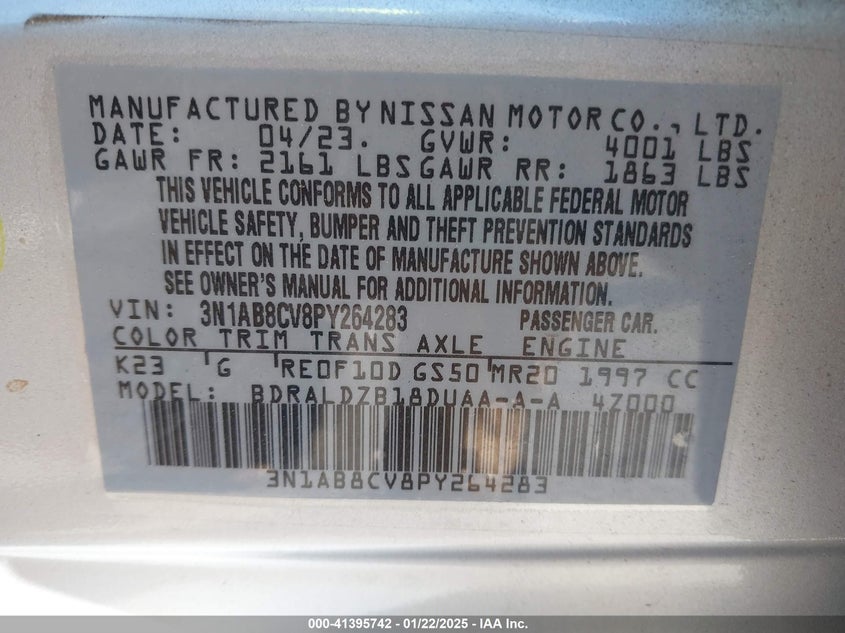 MANUFACTURED BY NISSAN MOTOR CO., LTD.
DATE: 04/23. GVWR: 4001 LBS
GAWR FR: 2161 LBS GAWR RR: 1863 LBS
THIS VEHICLE CONFORMS TO ALL APPLICABLE FEDERAL MOTOR
VEHICLE SAFETY, BUMPER AND THEFT PREVENTION STANDARDS
IN EFFECT ON THE DATE OF MANUFACTURE SHOWN ABOVE.
SEE OWNER'S MANUAL FOR ADDITIONAL INFORMATION.
VIN: 3N1AB8CV8PY264283 PASSENGER CAR.
COLOR TRIM TRANS AXLE ENGINE
K23 G RE0F10D GS50 MR20 1997 CC
MODEL: BDRALDZB18DUAA-A-A 4Z000
3N1AB8CV8PY264283
000-41395742 - 01/22/2025 - IAA Inc.